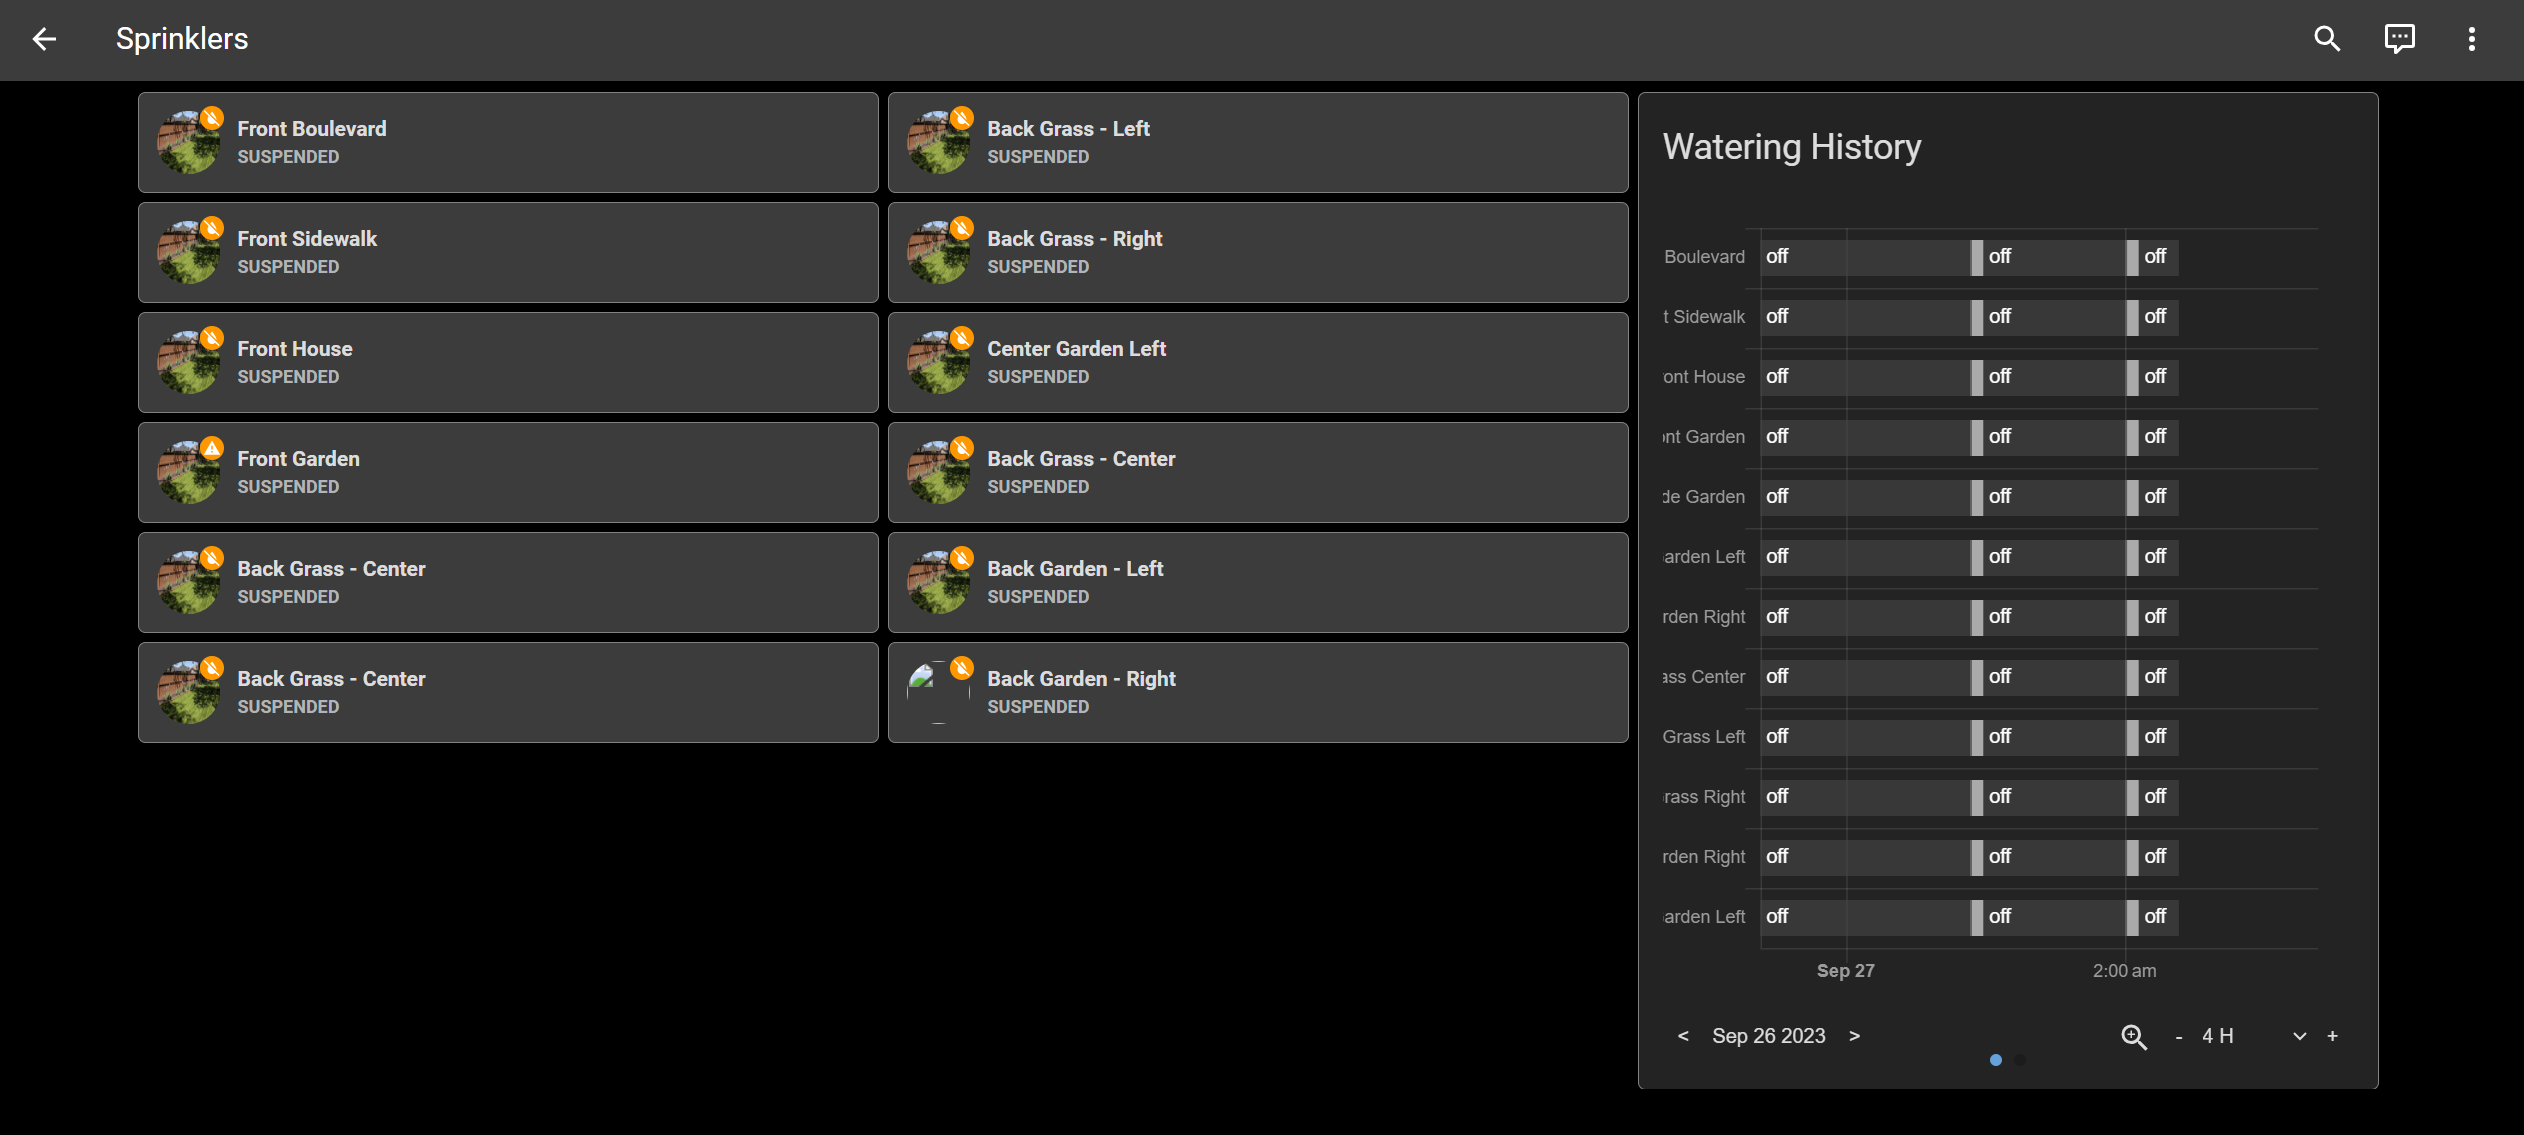 Sprinklers
Front Boulevard
SUSPENDED
Back Grass - Left
SUSPENDED
Front Sidewalk
SUSPENDED
Back Grass - Right
SUSPENDED
Front House
SUSPENDED
Center Garden Left
SUSPENDED
Front Garden
SUSPENDED
Back Grass - Center
SUSPENDED
Back Grass - Center
SUSPENDED
Back Garden - Left
SUSPENDED
Back Grass - Center
SUSPENDED
Back Garden - Right
SUSPENDED
Watering History
Boulevard off off off
t Sidewalk off off off
ont House off off off
nt Garden off off off
de Garden off off off
arden Left off off off
rden Right off off off
ass Center off off off
Grass Left off off off
rass Right off off off
rden Right off off off
arden Left off off off
Sep 27 2:00 am
< Sep 26 2023 > - 4 H +